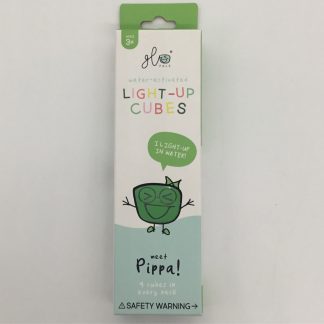 AGES
3+
glo
PALS
water-activated
LIGHT-UP
CUBES
I LIGHT-UP
IN WATER!
meet
Pippa!
4 cubes in
every pack
⚠SAFETY WARNING→